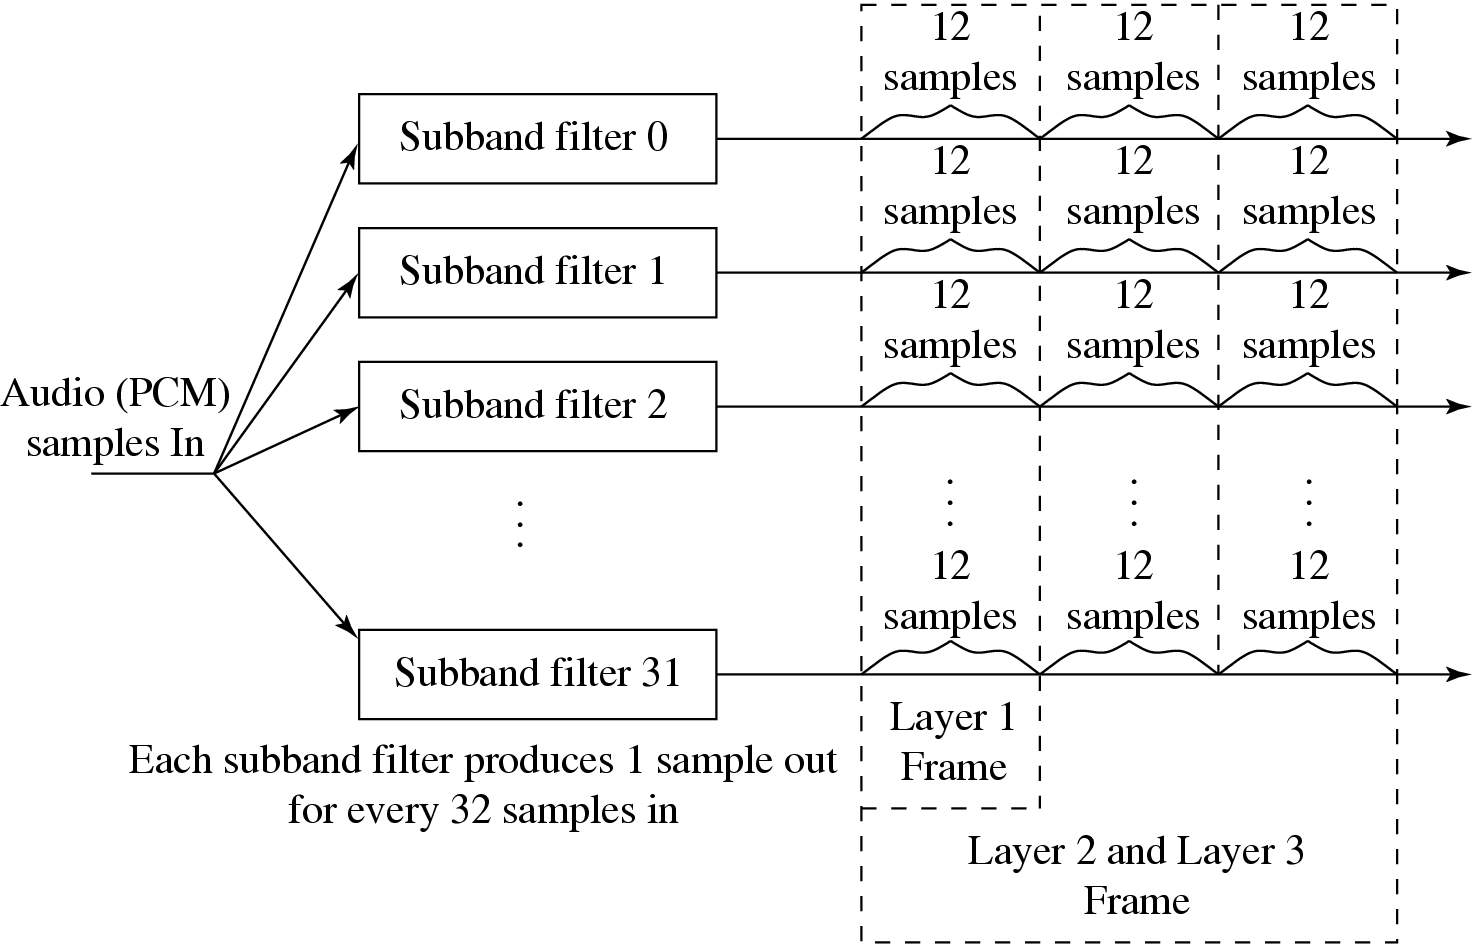 12 12 12
samples samples samples
Subband filter 0
12 12 12
samples samples samples
Subband filter 1
12 12 12
samples samples samples
Audio (PCM)
samples In
Subband filter 2
12 12 12
samples samples samples
Subband filter 31
Layer 1
Frame
Each subband filter produces 1 sample out
for every 32 samples in
Layer 2 and Layer 3
Frame